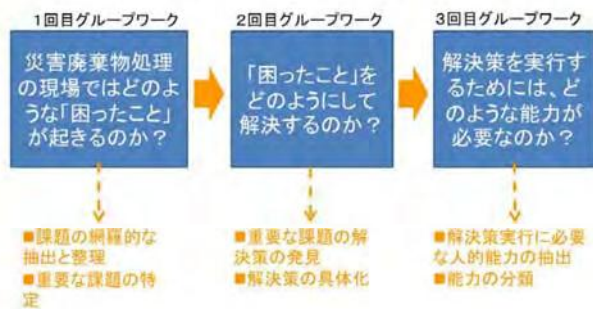 1回目グループワーク
災害廃棄物処理
の現場ではどのよ
うな「困ったこと」
が起きるのか？
■課題の網羅的な
抽出と整理
■重要な課題の特
定
2回目グループワーク
「困ったこと」を
どのようにして
解決するのか？
■重要な課題の解
決策の発見
■解決策の具体化
3回目グループワーク
解決策を実行す
るためには、ど
のような能力が
必要なのか？
■解決策実行に必要
な人的能力の抽出
■能力の分類